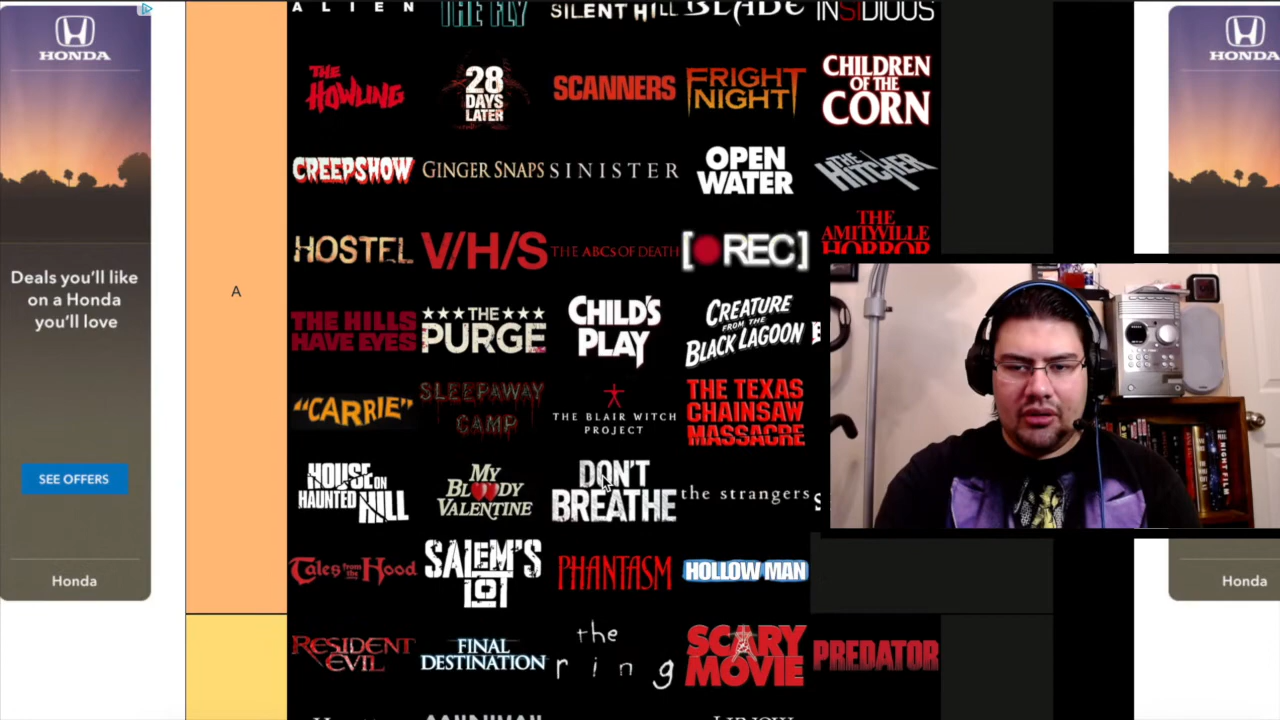 ALIEN
THE FLY
SILENT HILL
BLADE
INSIDIOUS
HONDA
HONDA
THE
HOWLING
28
DAYS
LATER
SCANNERS
FRIGHT
NIGHT
CHILDREN
OF THE
CORN
CREEPSHOW
GINGER SNAPS
SINISTER
OPEN
WATER
THE
HITCHER
HOSTEL
V/H/S
THE ABCs OF DEATH
[REC]
THE
AMITYVILLE
HORROR
Deals you'll like
on a Honda
you'll love
A
THE HILLS
HAVE EYES
THE
PURGE
CHILD'S
PLAY
CREATURE
FROM THE
BLACK LAGOON
"CARRIE"
SLEEPAWAY
CAMP
THE BLAIR WITCH
PROJECT
THE TEXAS
CHAINSAW
MASSACRE
SEE OFFERS
HOUSE ON
HAUNTED HILL
MY
BLOODY
VALENTINE
DON'T
BREATHE
the strangers
NIGHT FILM
Tales from the Hood
SALEM'S
LOT
PHANTASM
HOLLOW MAN
Honda
Honda
RESIDENT
EVIL
FINAL
DESTINATION
the
ring
SCARY
MOVIE
PREDATOR